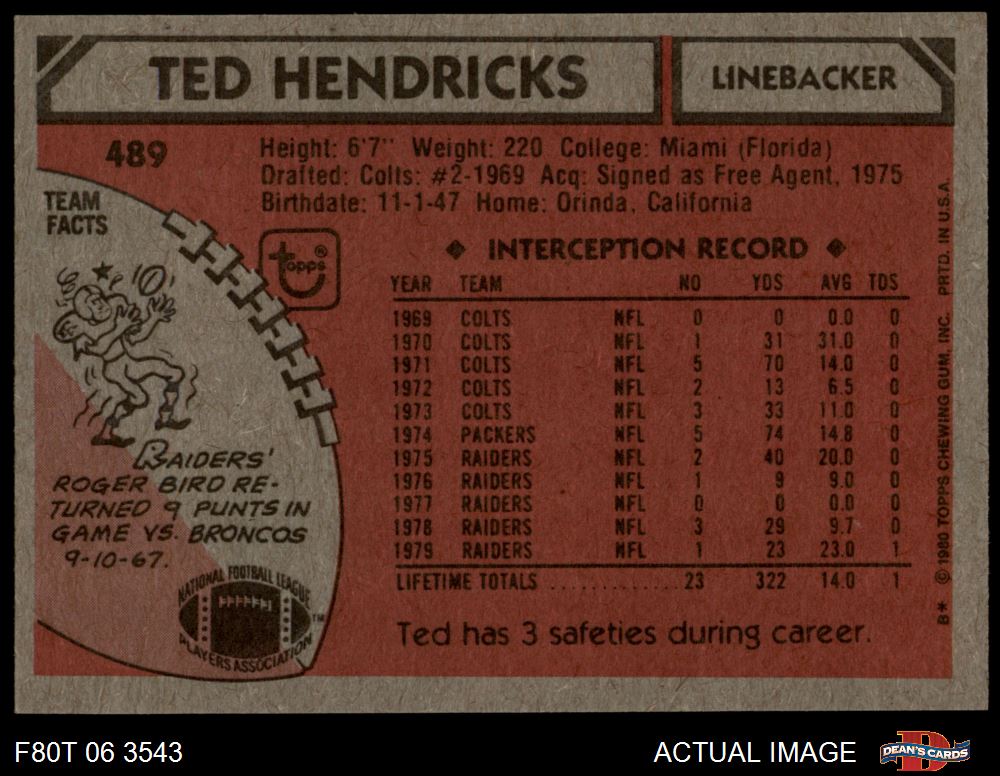 TED HENDRICKS
LINEBACKER
489
Height: 6'7" Weight: 220 College: Miami (Florida)
Drafted: Colts: #2-1969 Acq: Signed as Free Agent, 1975
Birthdate: 11-1-47 Home: Orinda, California
TEAM
FACTS
topps®
INTERCEPTION RECORD
YEAR TEAM NO YDS AVG TDS
1969 COLTS NFL 0 0 0.0 0
1970 COLTS NFL 1 31 31.0 0
1971 COLTS NFL 5 70 14.0 0
1972 COLTS NFL 2 13 6.5 0
1973 COLTS NFL 3 33 11.0 0
1974 PACKERS NFL 5 74 14.8 0
1975 RAIDERS NFL 2 40 20.0 0
1976 RAIDERS NFL 1 9 9.0 0
1977 RAIDERS NFL 0 0 0.0 0
1978 RAIDERS NFL 3 29 9.7 0
1979 RAIDERS NFL 1 23 23.0 1
LIFETIME TOTALS ............ 23 322 14.0 1
Ted has 3 safeties during career.
RAIDERS'
ROGER BIRD RE-
TURNED 9 PUNTS IN
GAME VS. BRONCOS
9-10-67.
NATIONAL FOOTBALL LEAGUE
PLAYERS ASSOCIATION
TM
B* © 1980 TOPPS CHEWING GUM, INC. PRTD. IN U.S.A.
F80T 06 3543
ACTUAL IMAGE
D
DEAN'S CARDS